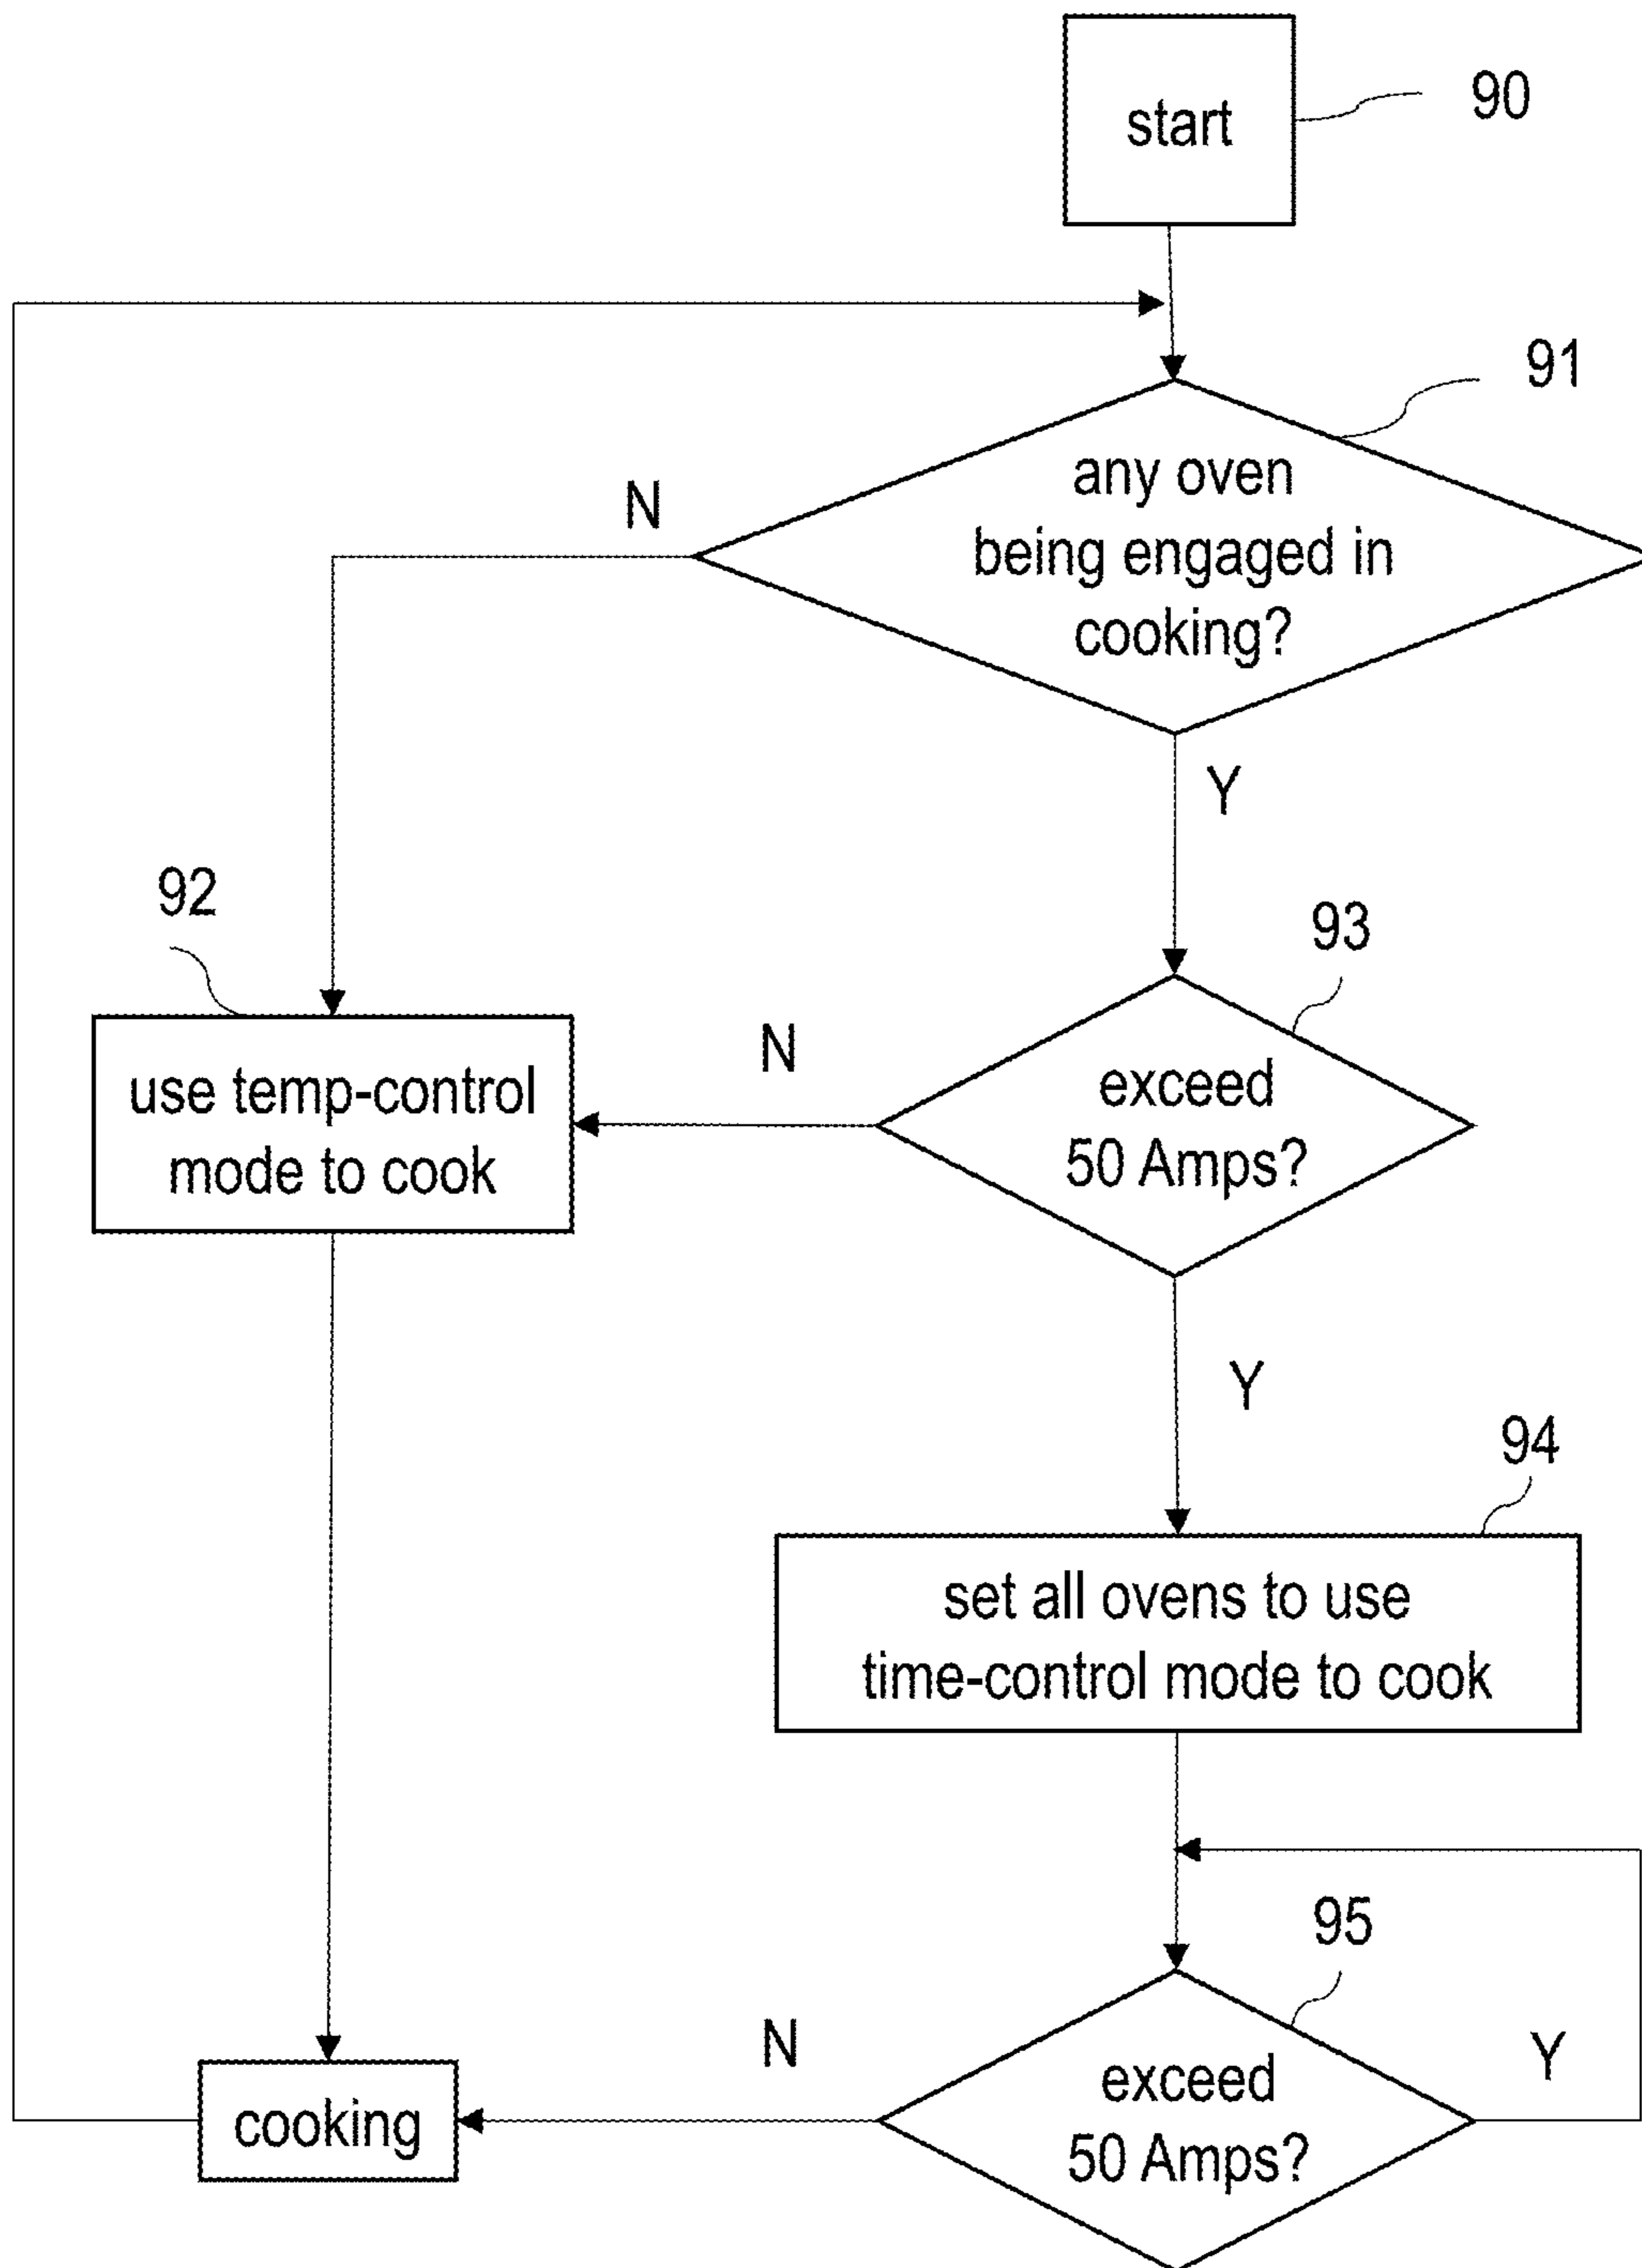 start
90
91
any oven
being engaged in
cooking?
N
Y
92
93
use temp-control
mode to cook
N
exceed
50 Amps?
Y
94
set all ovens to use
time-control mode to cook
95
N
exceed
50 Amps?
Y
cooking